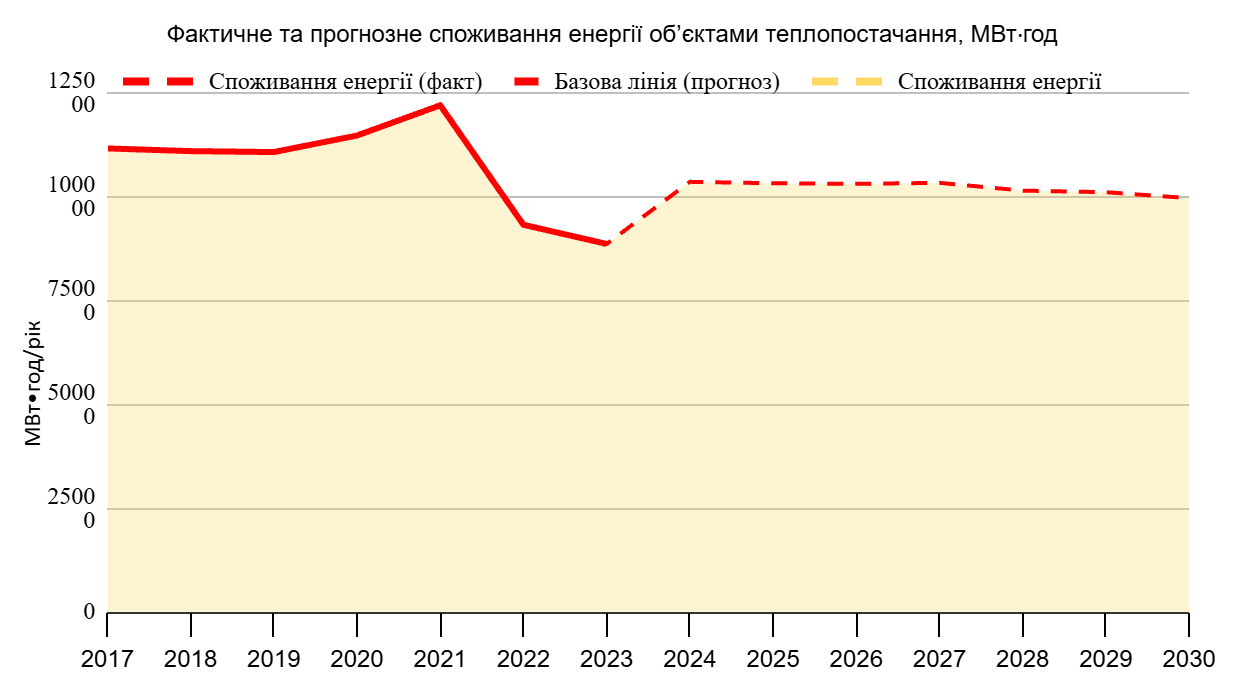 Фактичне та прогнозне споживання енергії об’єктами теплопостачання, МВт·год
Споживання енергії (факт)
Базова лінія (прогноз)
Споживання енергії
1250
00
1000
00
7500
0
5000
0
2500
0
0
МВт•год/рік
2017 2018 2019 2020 2021 2022 2023 2024 2025 2026 2027 2028 2029 2030